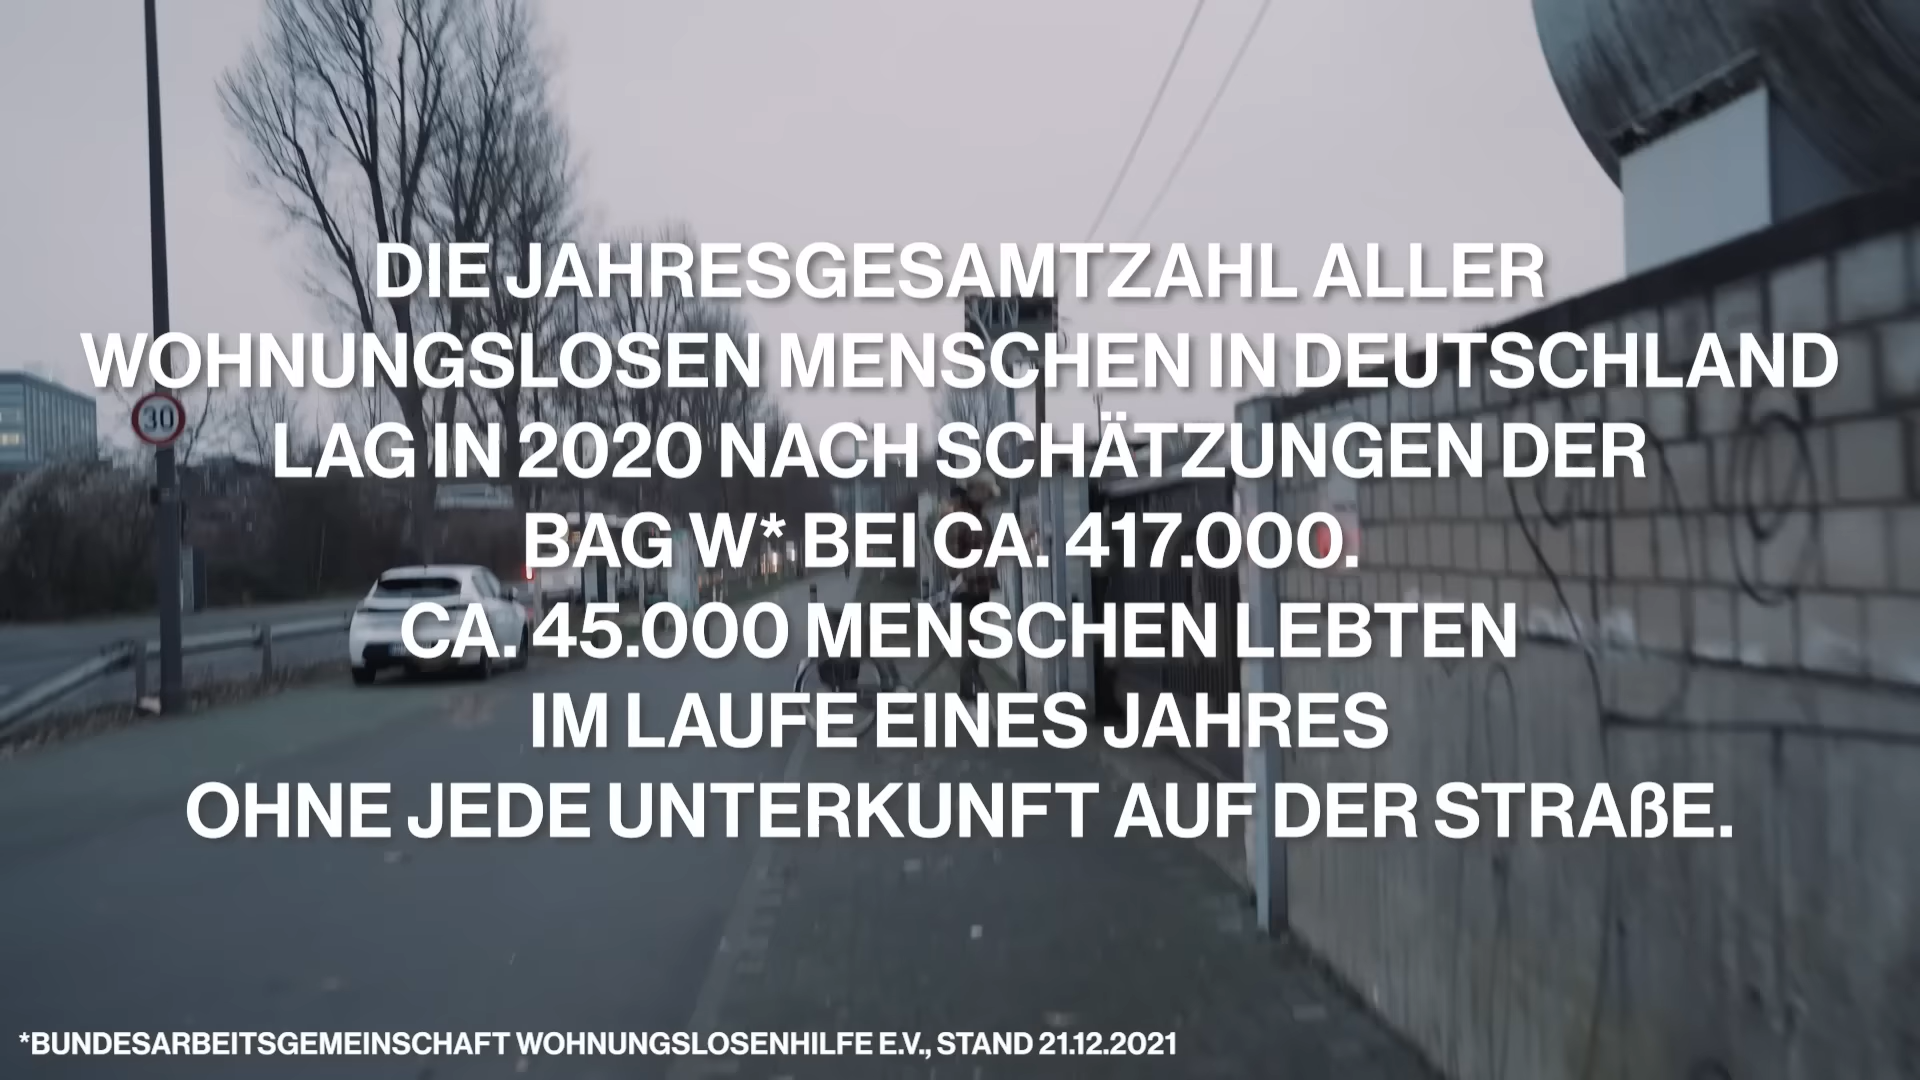 DIE JAHRESGESAMTZAHL ALLER
WOHNUNGSLOSEN MENSCHEN IN DEUTSCHLAND
LAG IN 2020 NACH SCHÄTZUNGEN DER
BAG W* BEI CA. 417.000.
CA. 45.000 MENSCHEN LEBTEN
IM LAUFE EINES JAHRES
OHNE JEDE UNTERKUNFT AUF DER STRAßE.
30
*BUNDESARBEITSGEMEINSCHAFT WOHNUNGSLOSENHILFE E.V., STAND 21.12.2021